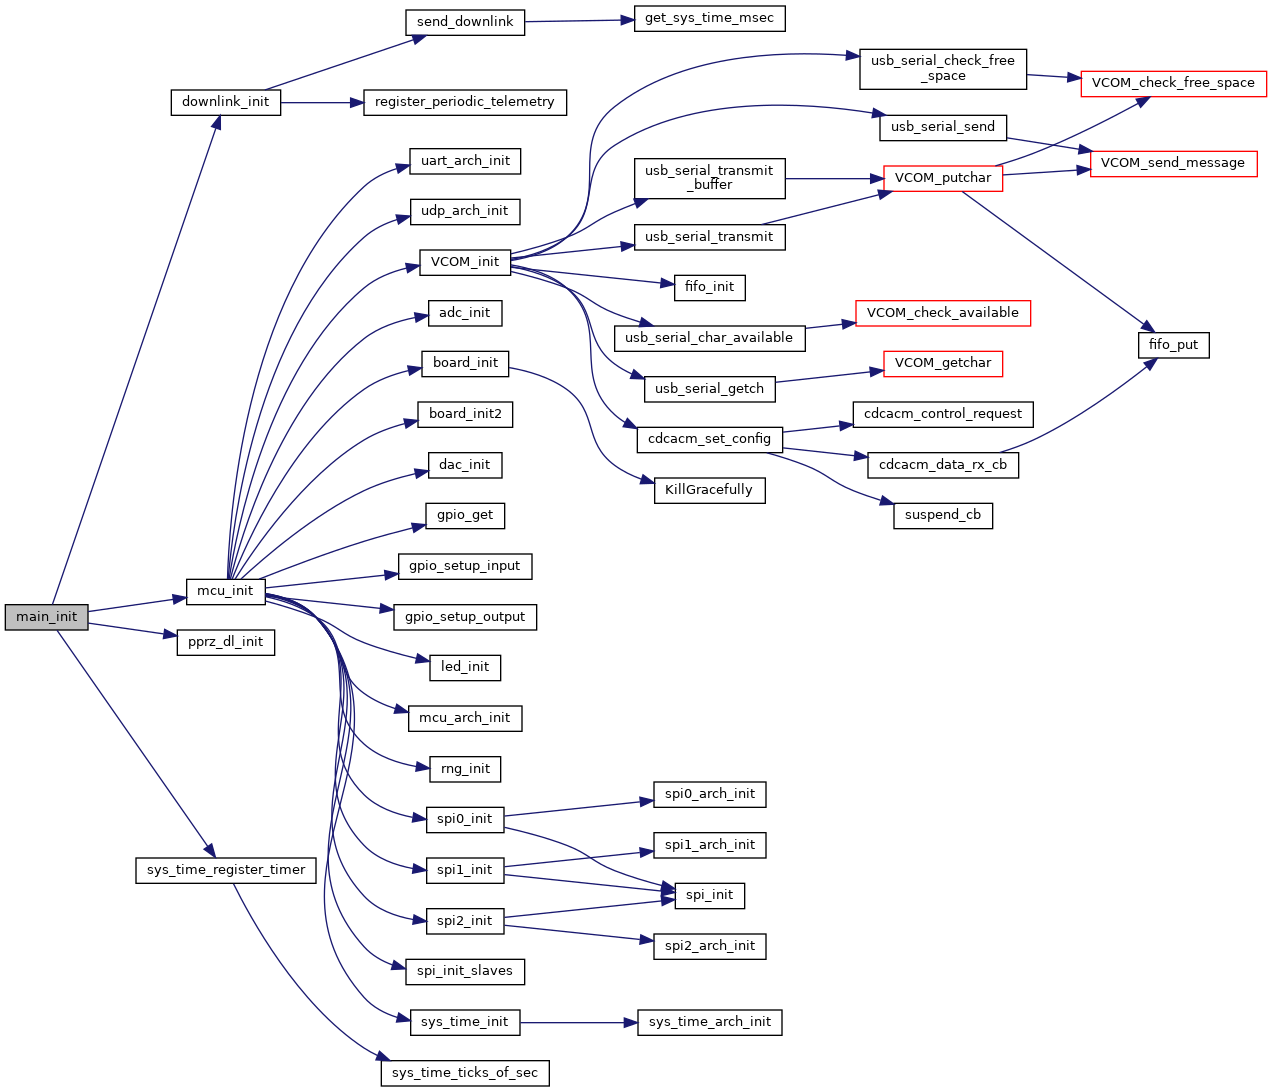 send_downlink
get_sys_time_msec
usb_serial_check_free
_space
VCOM_check_free_space
downlink_init
register_periodic_telemetry
usb_serial_send
uart_arch_init
usb_serial_transmit
_buffer
VCOM_putchar
VCOM_send_message
udp_arch_init
usb_serial_transmit
VCOM_init
fifo_init
adc_init
VCOM_check_available
usb_serial_char_available
fifo_put
board_init
VCOM_getchar
usb_serial_getch
board_init2
cdcacm_control_request
cdcacm_set_config
dac_init
cdcacm_data_rx_cb
KillGracefully
gpio_get
suspend_cb
gpio_setup_input
mcu_init
main_init
gpio_setup_output
pprz_dl_init
led_init
mcu_arch_init
rng_init
spi0_arch_init
spi0_init
spi1_arch_init
sys_time_register_timer
spi1_init
spi_init
spi2_init
spi2_arch_init
spi_init_slaves
sys_time_init
sys_time_arch_init
sys_time_ticks_of_sec